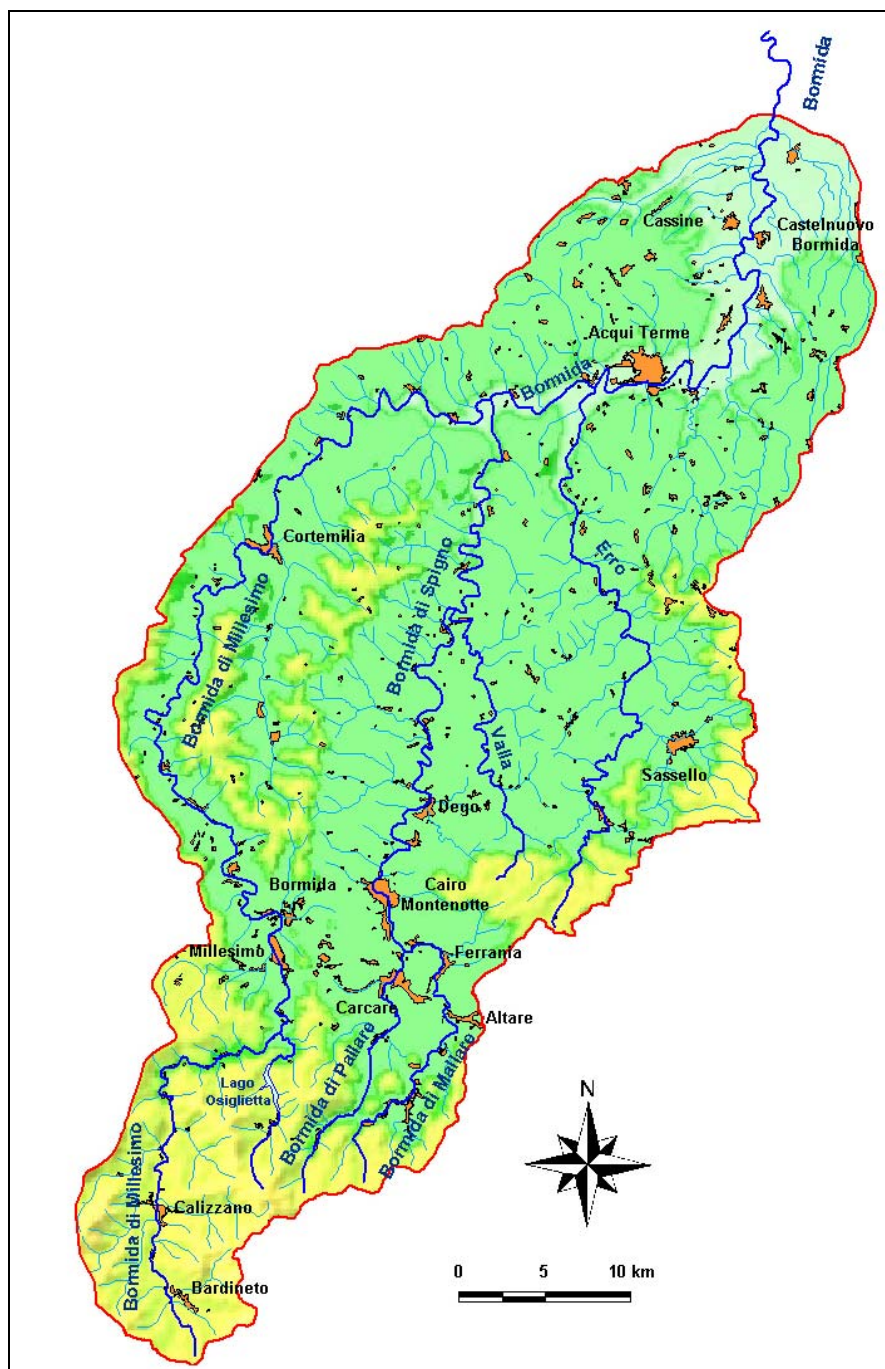 Bormida
Cassine
Castelnuovo
Bormida
Acqui Terme
Bormida
Cortemilia
Bormida di Spigno
Erro
Bormida di Millesimo
Valla
Sassello
Dego
Bormida
Cairo
Montenotte
Millesimo
Ferrania
Carcare
Altare
Lago
Osiglietta
Bormida di Pallare
Bormida di Mallare
N
Bormida di Millesimo
Calizzano
0 5 10 km
Bardineto